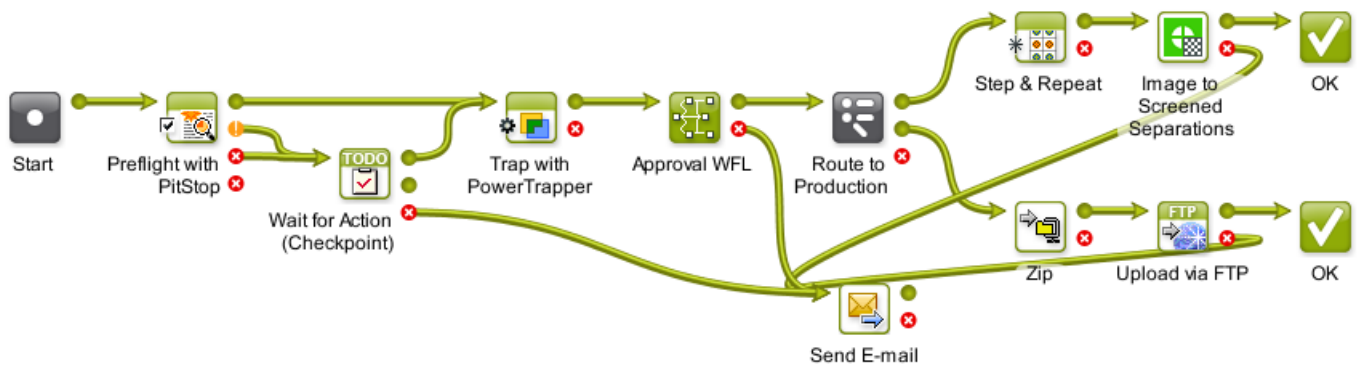 Step & Repeat
Image to
Screened
Separations
OK
Start
Preflight with
PitStop
TODO
Wait for Action
(Checkpoint)
Trap with
PowerTrapper
Approval WFL
Route to
Production
Zip
FTP
Upload via FTP
OK
Send E-mail